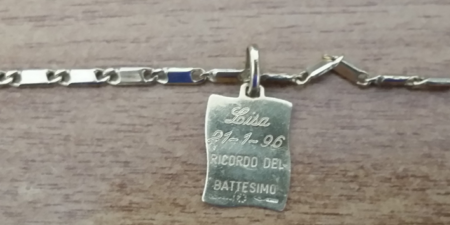 Lisa
21-1-96
RICORDO DEL
BATTESIMO